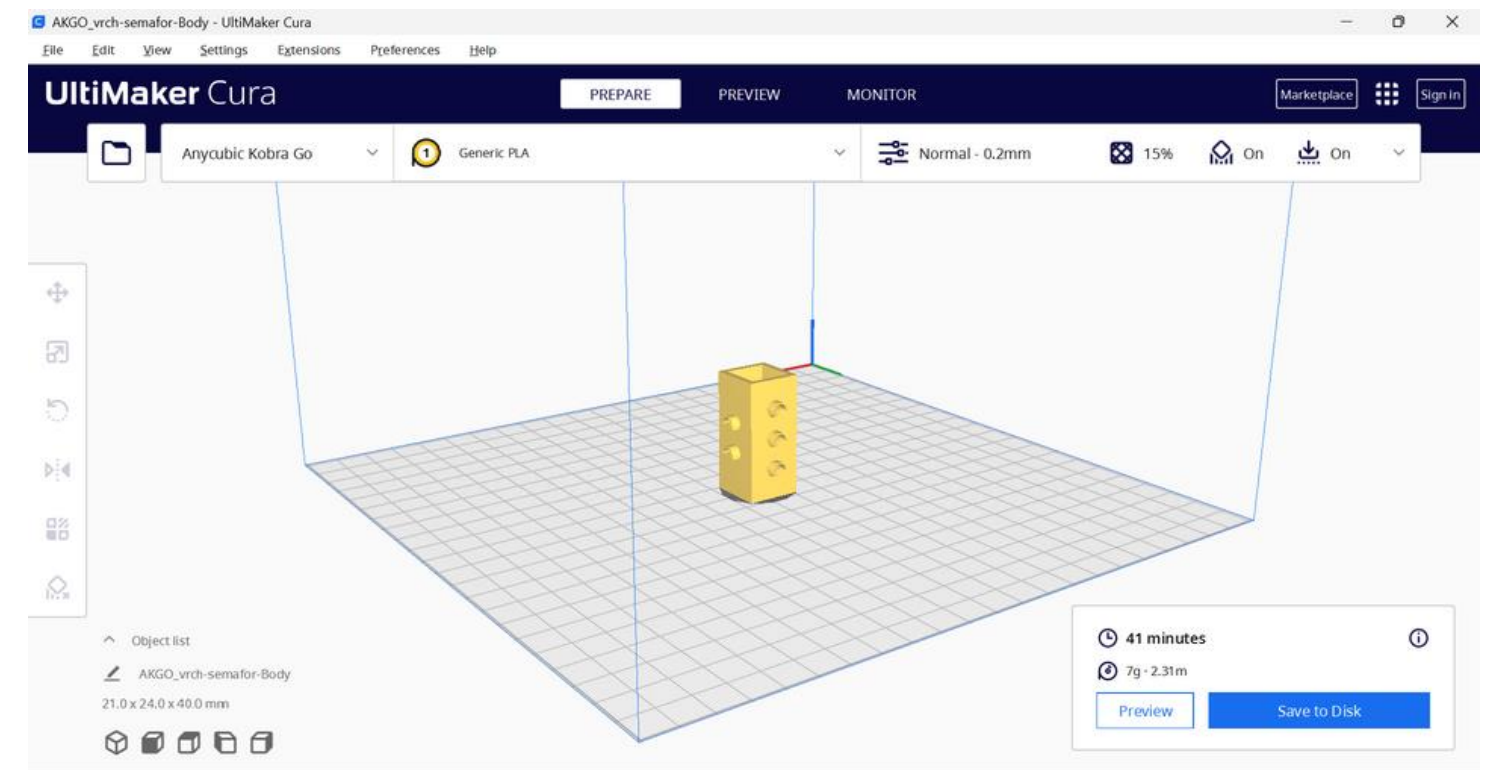 AKGO_vrch-semafor-Body - UltiMaker Cura
File Edit View Settings Extensions Preferences Help
UltiMaker Cura PREPARE PREVIEW MONITOR Marketplace Sign in
Anycubic Kobra Go 1 Generic PLA Normal - 0.2mm 15% On On
Object list
AKGO_vrch-semafor-Body
21.0 x 24.0 x 40.0 mm
41 minutes
7g · 2.31m
Preview Save to Disk